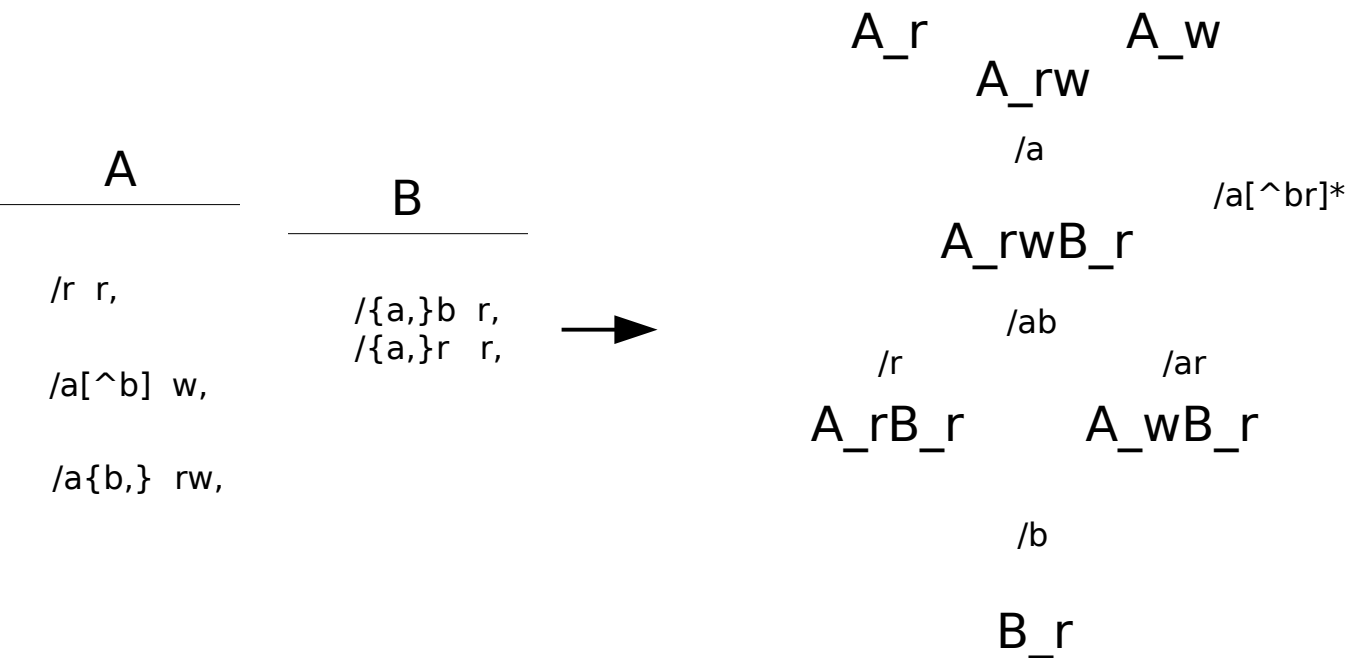 A
/r r,
/a[^b] w,
/a{b,} rw,
B
/{a,}b r,
/{a,}r r,
A_r A_w
A_rw
/a
/a[^br]*
A_rwB_r
/ab
/r /ar
A_rB_r A_wB_r
/b
B_r